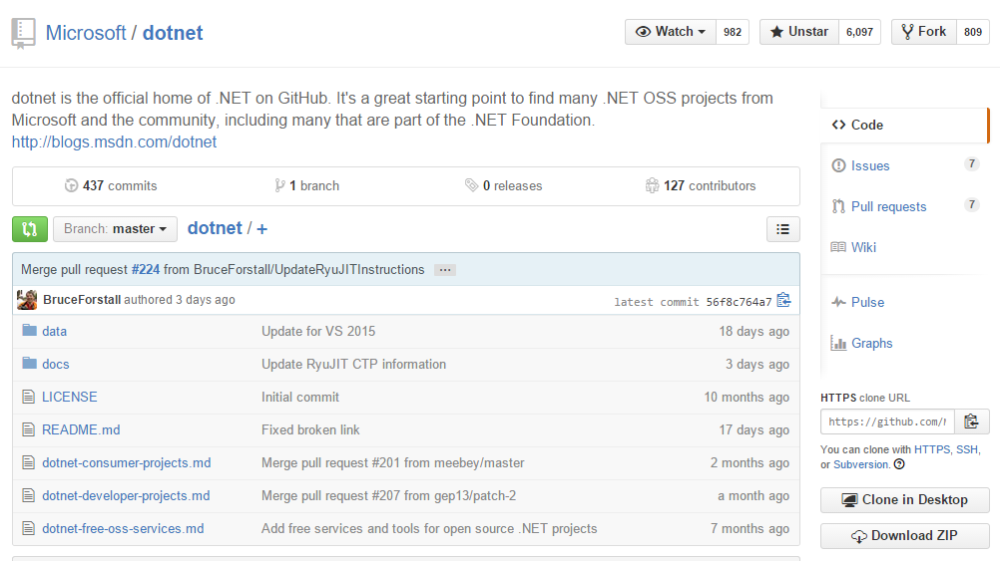 Microsoft / dotnet
Watch 982
Unstar 6,097
Fork 809
dotnet is the official home of .NET on GitHub. It's a great starting point to find many .NET OSS projects from
Microsoft and the community, including many that are part of the .NET Foundation.
http://blogs.msdn.com/dotnet
437 commits
1 branch
0 releases
127 contributors
Branch: master
dotnet / +
Merge pull request #224 from BruceForstall/UpdateRyuJITInstructions ...
BruceForstall authored 3 days ago
latest commit 56f8c764a7
data Update for VS 2015 18 days ago
docs Update RyuJIT CTP information 3 days ago
LICENSE Initial commit 10 months ago
README.md Fixed broken link 17 days ago
dotnet-consumer-projects.md Merge pull request #201 from meebey/master 2 months ago
dotnet-developer-projects.md Merge pull request #207 from gep13/patch-2 a month ago
dotnet-free-oss-services.md Add free services and tools for open source .NET projects 7 months ago
Code
Issues 7
Pull requests 7
Wiki
Pulse
Graphs
HTTPS clone URL
https://github.com/
You can clone with HTTPS, SSH,
or Subversion.
Clone in Desktop
Download ZIP